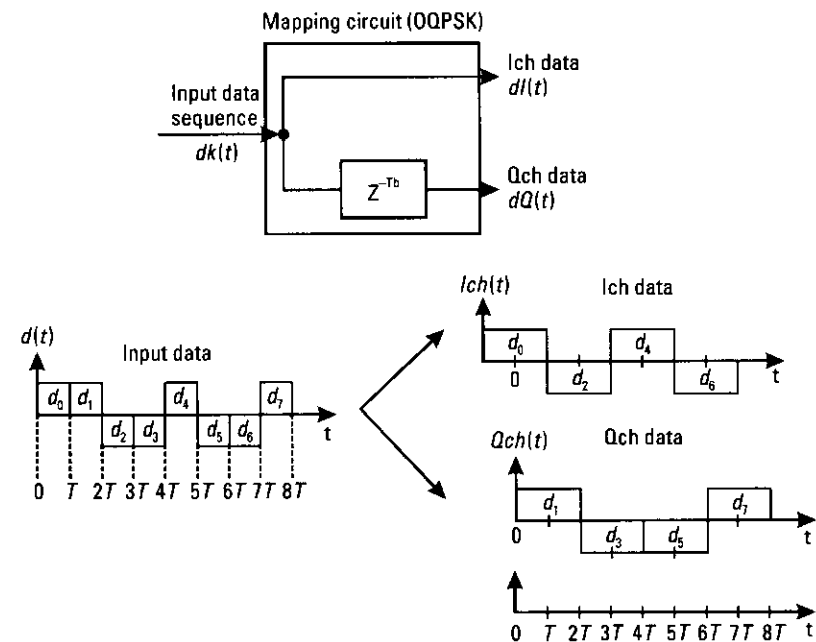 Mapping circuit (OQPSK)
Input data
sequence
dk(t)
Ich data
dI(t)
Z^-Tb
Qch data
dQ(t)
d(t)
Input data
d0 d1 d4 d7
d2 d3 d5 d6
t
0 T 2T 3T 4T 5T 6T 7T 8T
Ich(t)
Ich data
d0 d4
0 d2 d6
t
Qch(t)
Qch data
d1 d7
0 d3 d5
t
0 T 2T 3T 4T 5T 6T 7T 8T t